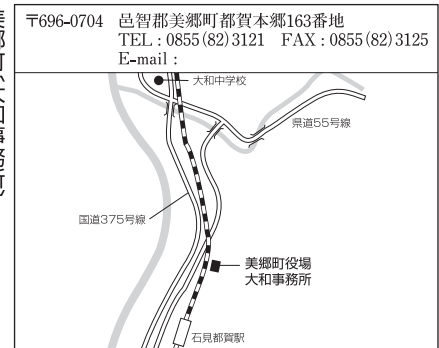 〒696-0704 邑智郡美郷町都賀本郷163番地
TEL：0855(82)3121 FAX：0855(82)3125
E-mail：
大和中学校
県道55号線
国道375号線
美郷町役場
大和事務所
石見都賀駅